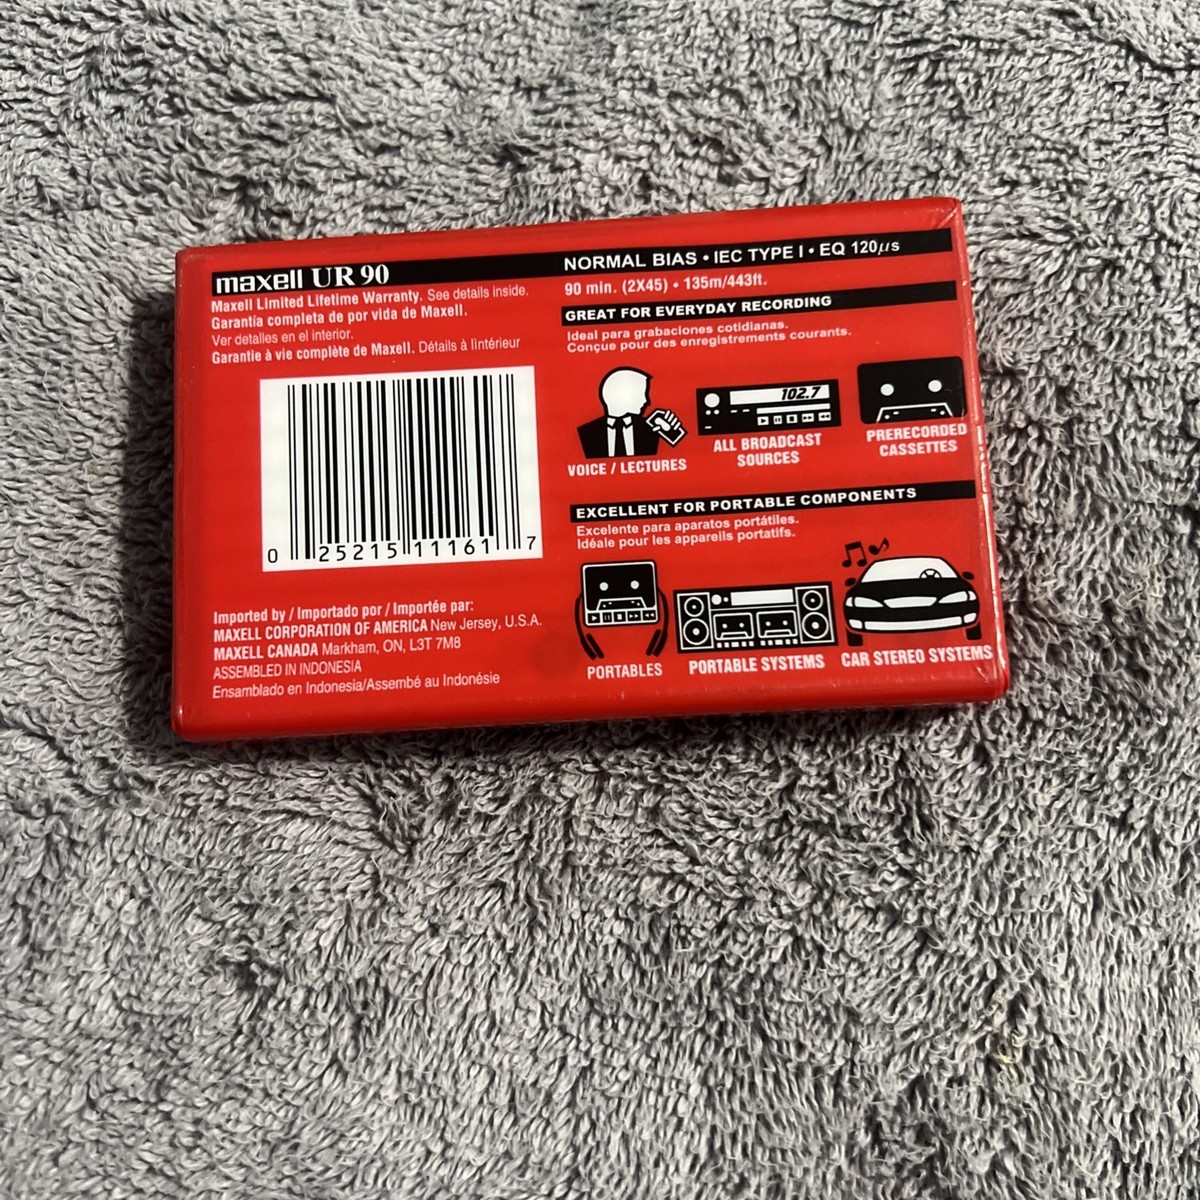 maxell UR 90
Maxell Limited Lifetime Warranty. See details inside.
Garantía completa de por vida de Maxell.
Ver detalles en el interior.
Garantie à vie complète de Maxell. Détails à lintérieur
0 25215 11161 7
Imported by / Importado por / Importée par:
MAXELL CORPORATION OF AMERICA New Jersey, U.S.A.
MAXELL CANADA Markham, ON, L3T 7M8
ASSEMBLED IN INDONESIA
Ensamblado en Indonesia/Assembé au Indonésie
NORMAL BIAS • IEC TYPE I • EQ 120µs
90 min. (2X45) • 135m/443ft.
GREAT FOR EVERYDAY RECORDING
Ideal para grabaciones cotidianas.
Conçue pour des enregistrements courants.
102.7
VOICE / LECTURES
ALL BROADCAST
SOURCES
PRERECORDED
CASSETTES
EXCELLENT FOR PORTABLE COMPONENTS
Excelente para aparatos portátiles.
Idéale pour les appareils portatifs.
PORTABLES
PORTABLE SYSTEMS
CAR STEREO SYSTEMS